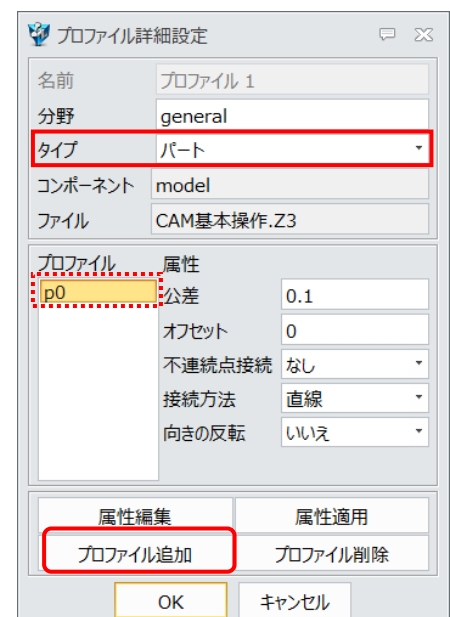 プロファイル詳細設定
名前 プロファイル 1
分野 general
タイプ パート
コンポーネント model
ファイル CAM基本操作.Z3
プロファイル 属性
p0 公差 0.1
オフセット 0
不連続点接続 なし
接続方法 直線
向きの反転 いいえ
属性編集 属性適用
プロファイル追加 プロファイル削除
OK キャンセル